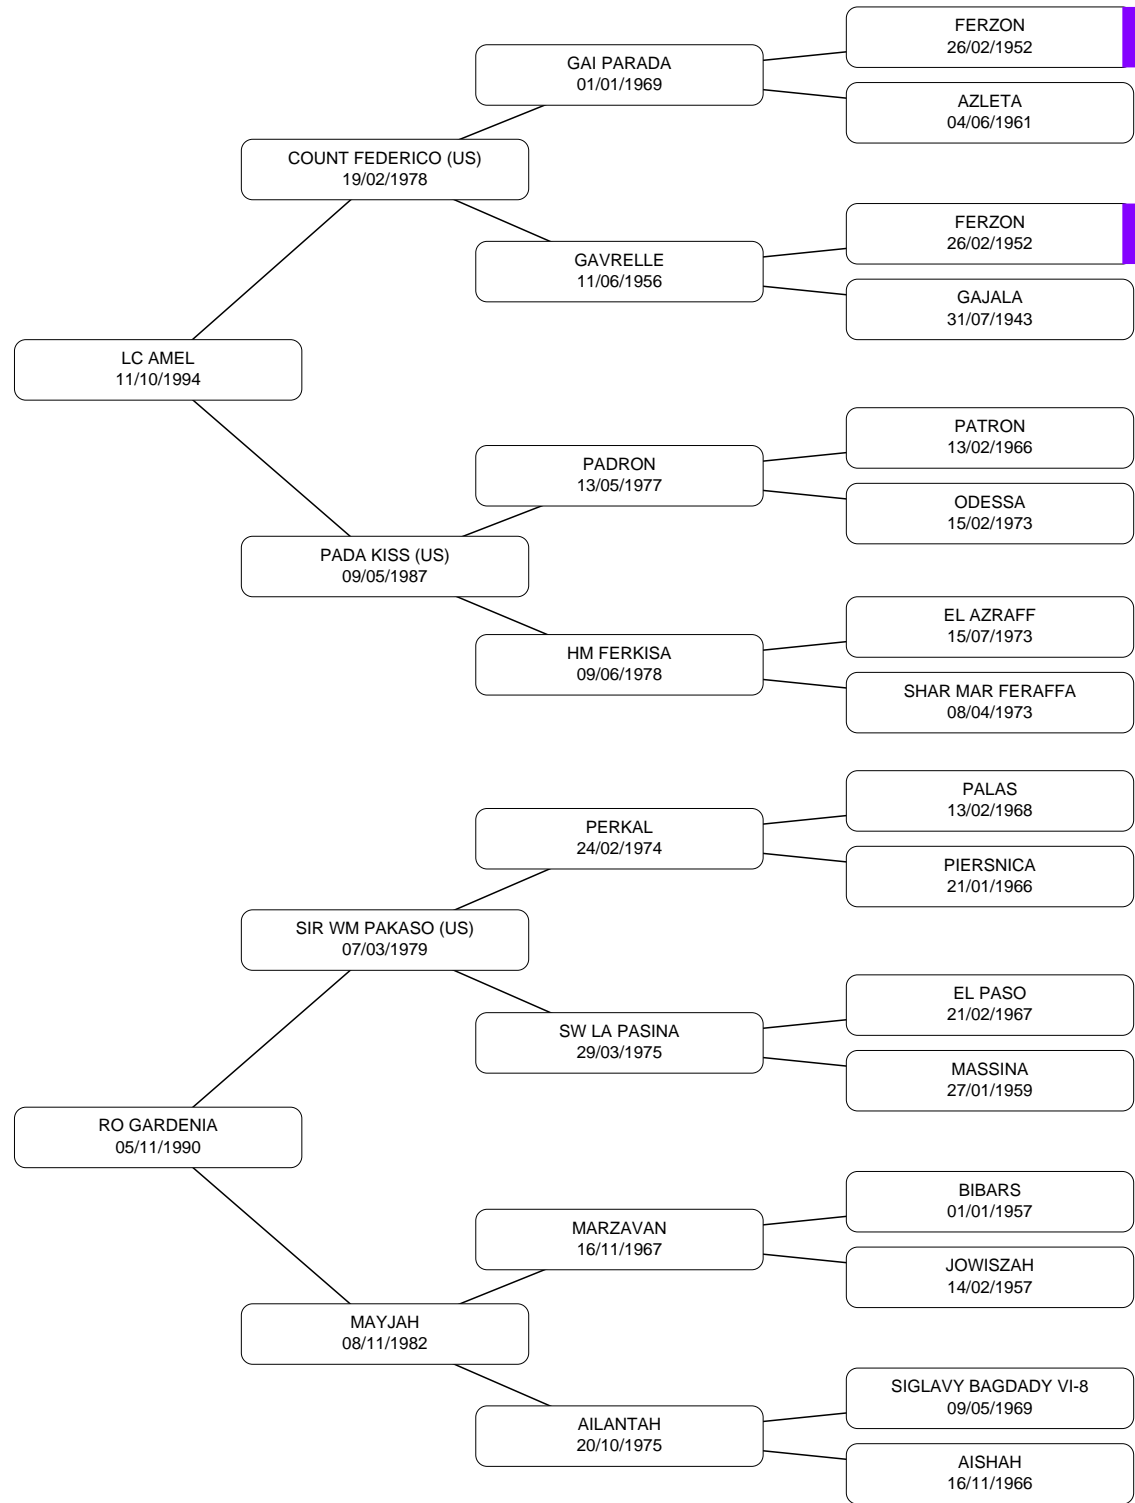 FERZON
26/02/1952
GAI PARADA
01/01/1969
AZLETA
04/06/1961
COUNT FEDERICO (US)
19/02/1978
FERZON
26/02/1952
GAVRELLE
11/06/1956
GAJALA
31/07/1943
LC AMEL
11/10/1994
PATRON
13/02/1966
PADRON
13/05/1977
ODESSA
15/02/1973
PADA KISS (US)
09/05/1987
EL AZRAFF
15/07/1973
HM FERKISA
09/06/1978
SHAR MAR FERAFFA
08/04/1973
PALAS
13/02/1968
PERKAL
24/02/1974
PIERSNICA
21/01/1966
SIR WM PAKASO (US)
07/03/1979
EL PASO
21/02/1967
SW LA PASINA
29/03/1975
MASSINA
27/01/1959
RO GARDENIA
05/11/1990
BIBARS
01/01/1957
MARZAVAN
16/11/1967
JOWISZAH
14/02/1957
MAYJAH
08/11/1982
SIGLAVY BAGDADY VI-8
09/05/1969
AILANTAH
20/10/1975
AISHAH
16/11/1966